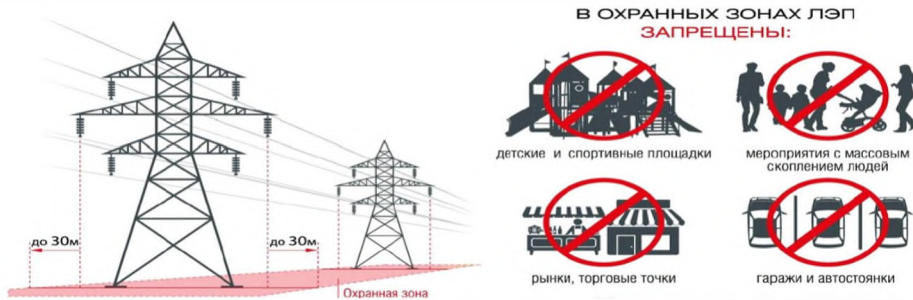 В ОХРАННЫХ ЗОНАХ ЛЭП
ЗАПРЕЩЕНЫ:
детские и спортивные площадки
мероприятия с массовым
скоплением людей
до 30м
до 30м
Охранная зона
рынки, торговые точки
гаражи и автостоянки